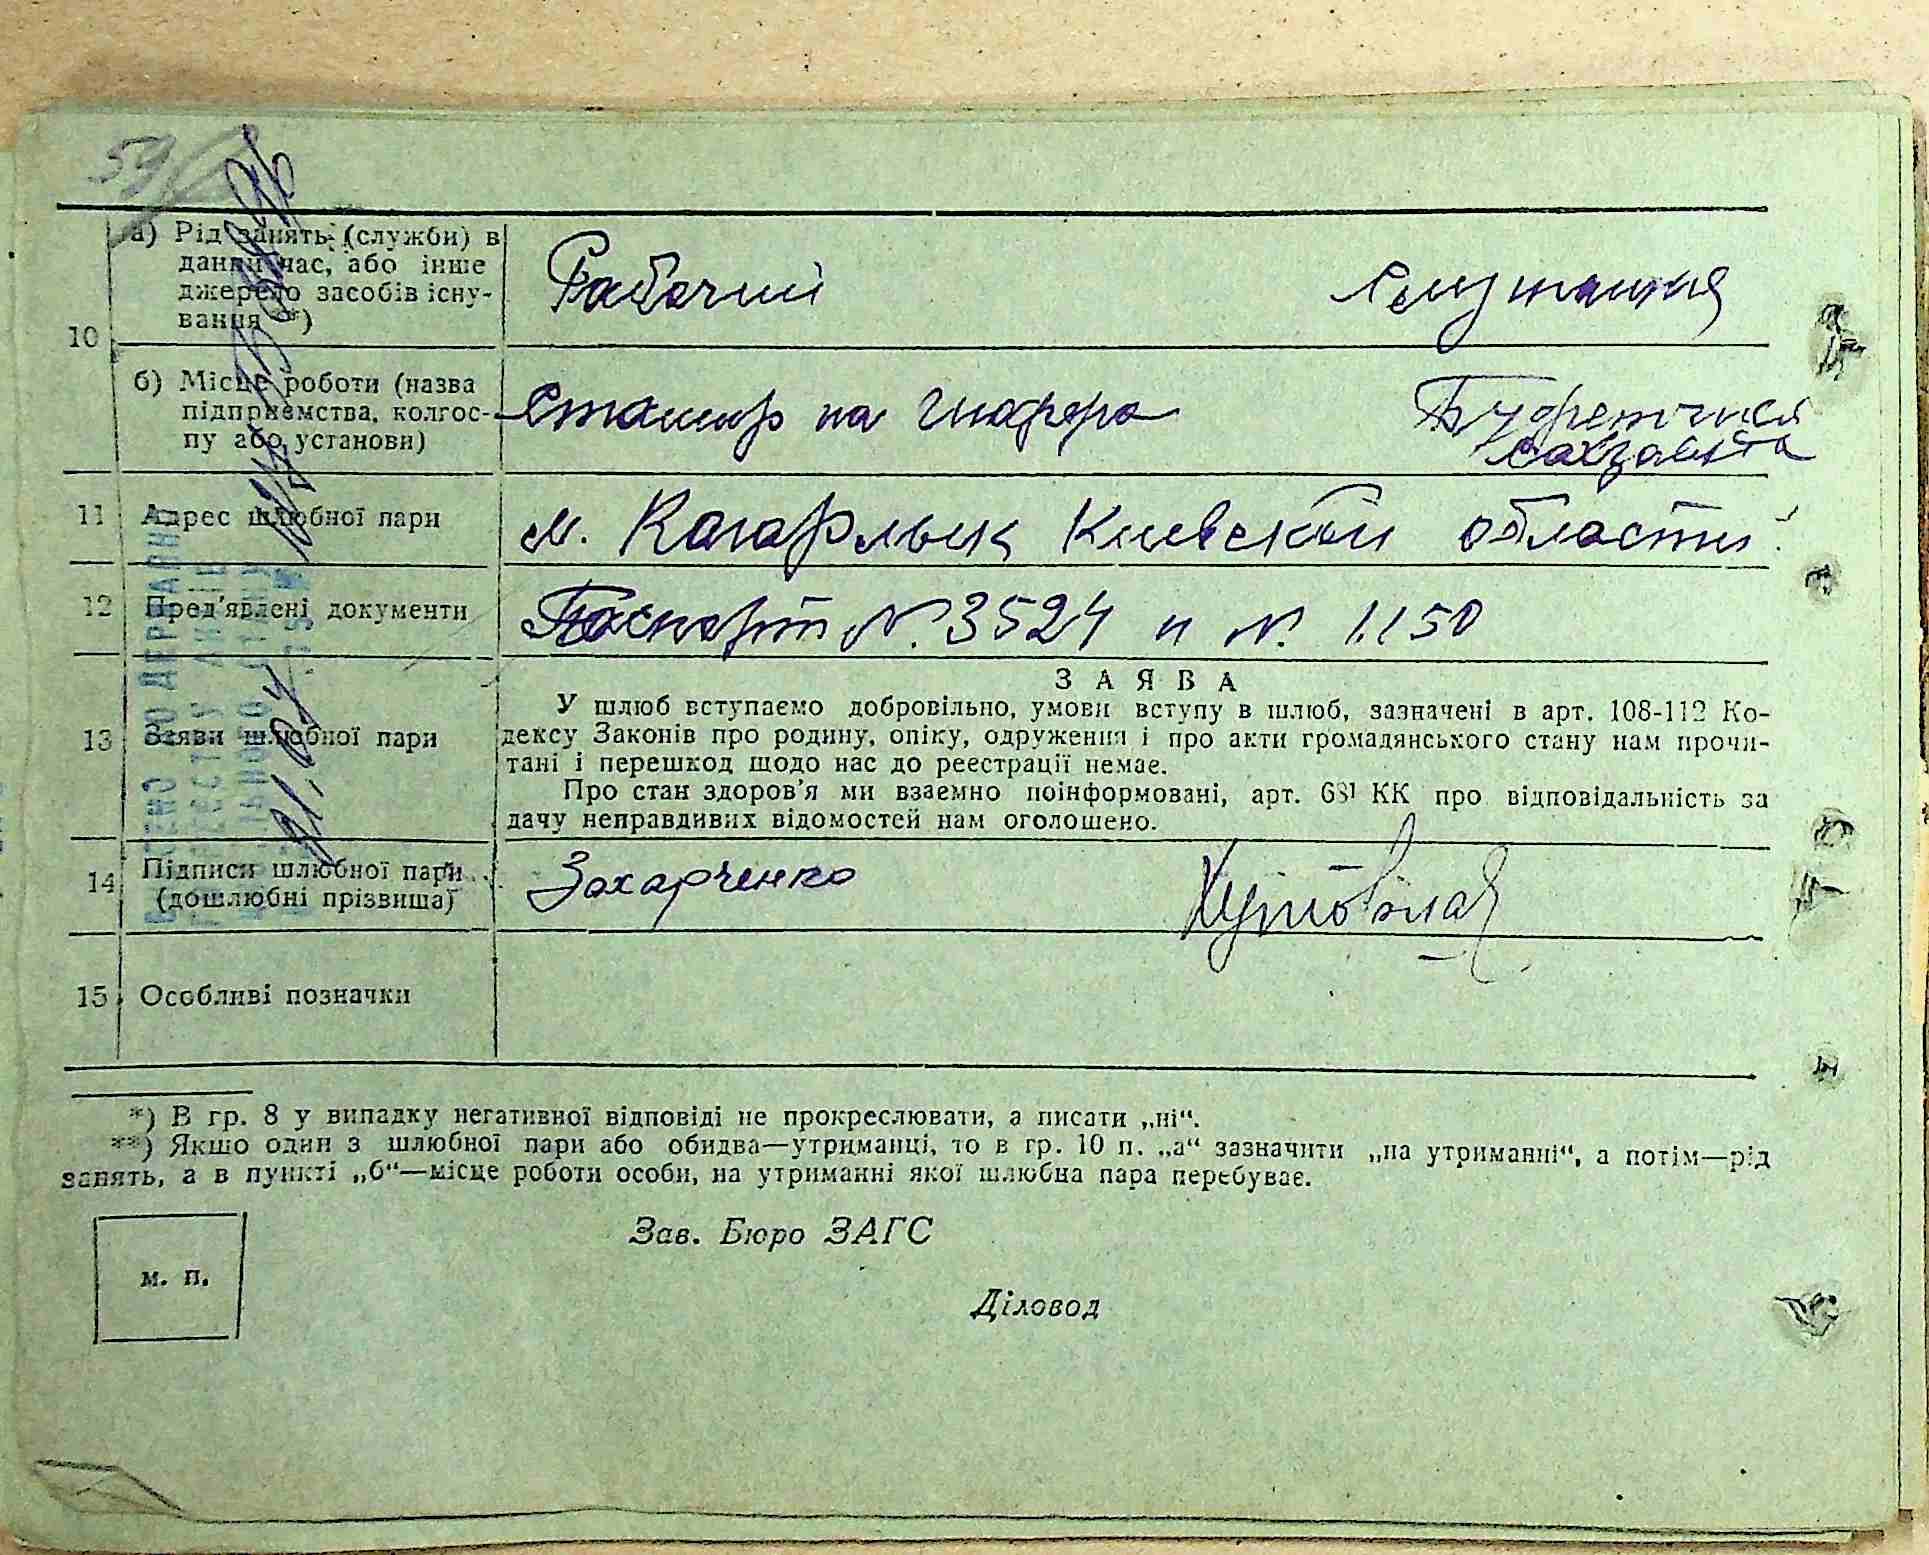 59
10 а) Рід занять (служби) в
даний час, або інше
джерело засобів існу-
вання **)
Рабочий
Служащая
б) Місце роботи (назва
підприємства, колгос-
пу або установи)
на шофера
Буфетчица
сахзавода
11 Адрес шлюбної пари
м. Кагарлык Киевской области
12 Пред'явлені документи
Паспорт №. 3524 и №. 1150
13 Заяви шлюбної пари
ЗАЯВА
У шлюб вступаємо добровільно, умови вступу в шлюб, зазначені в арт. 108-112 Ко-
дексу Законів про родину, опіку, одруження і про акти громадянського стану нам прочи-
тані і перешкод щодо нас до реєстрації немає.
Про стан здоров'я ми взаємно поінформовані, арт. 68¹ КК про відповідальність за
дачу неправдивих відомостей нам оголошено.
14 Підписи шлюбної пари
(дошлюбні прізвища)
Захарченко
15 Особливі позначки
*) В гр. 8 у випадку негативної відповіді не прокреслювати, а писати „ні“.
**) Якщо один з шлюбної пари або обидва—утриманці, то в гр. 10 п. „а“ зазначити „на утриманні“, а потім—рід
занять, а в пункті „б“—місце роботи особи, на утриманні якої шлюбна пара перебуває.
Зав. Бюро ЗАГС
м. п.
Діловод